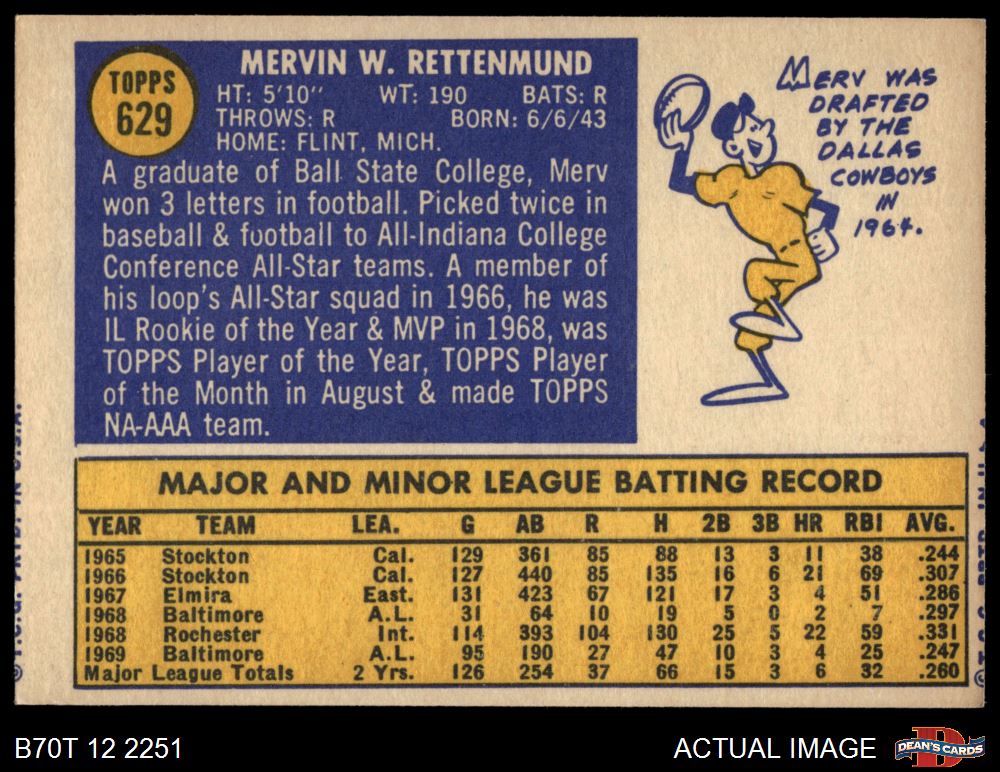 TOPPS
629
MERVIN W. RETTENMUND
HT: 5'10" WT: 190 BATS: R
THROWS: R BORN: 6/6/43
HOME: FLINT, MICH.
A graduate of Ball State College, Merv
won 3 letters in football. Picked twice in
baseball & football to All-Indiana College
Conference All-Star teams. A member of
his loop's All-Star squad in 1966, he was
IL Rookie of the Year & MVP in 1968, was
TOPPS Player of the Year, TOPPS Player
of the Month in August & made TOPPS
NA-AAA team.
MERV WAS
DRAFTED
BY THE
DALLAS
COWBOYS
IN
1964.
MAJOR AND MINOR LEAGUE BATTING RECORD
YEAR TEAM LEA. G AB R H 2B 3B HR RBI AVG.
1965 Stockton Cal. 129 361 85 88 13 3 11 38 .244
1966 Stockton Cal. 127 440 85 135 16 6 21 69 .307
1967 Elmira East. 131 423 67 121 17 3 4 51 .286
1968 Baltimore A.L. 31 64 10 19 5 0 2 7 .297
1968 Rochester Int. 114 393 104 130 25 5 22 59 .331
1969 Baltimore A.L. 95 190 27 47 10 3 4 25 .247
Major League Totals 2 Yrs. 126 254 37 66 15 3 6 32 .260
B70T 12 2251
ACTUAL IMAGE
DEAN'S CARDS